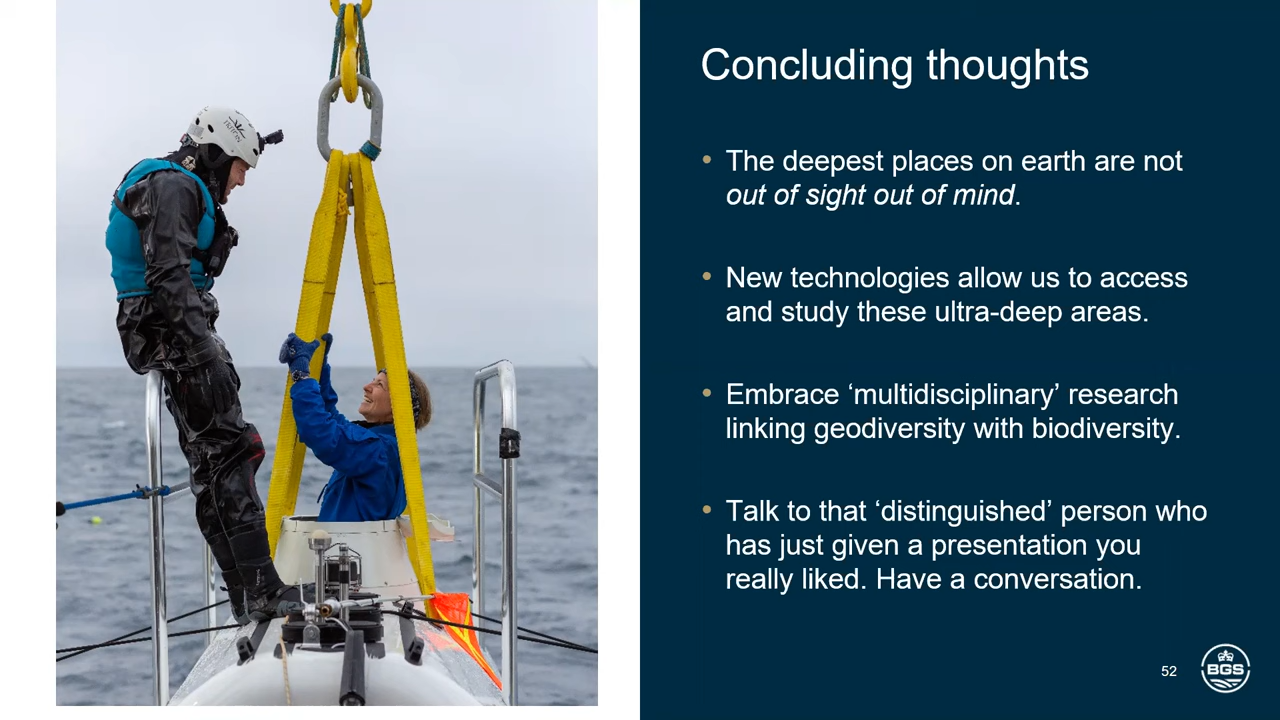 Concluding thoughts
• The deepest places on earth are not
out of sight out of mind.
• New technologies allow us to access
and study these ultra-deep areas.
• Embrace ‘multidisciplinary’ research
linking geodiversity with biodiversity.
• Talk to that ‘distinguished’ person who
has just given a presentation you
really liked. Have a conversation.
52
BGS